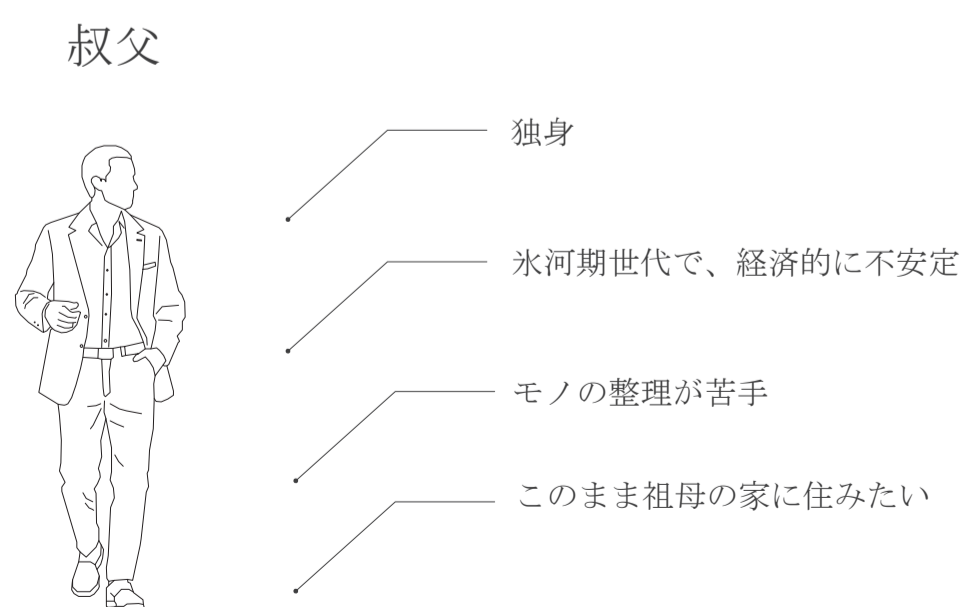 叔父
独身
氷河期世代で、経済的に不安定
モノの整理が苦手
このまま祖母の家に住みたい